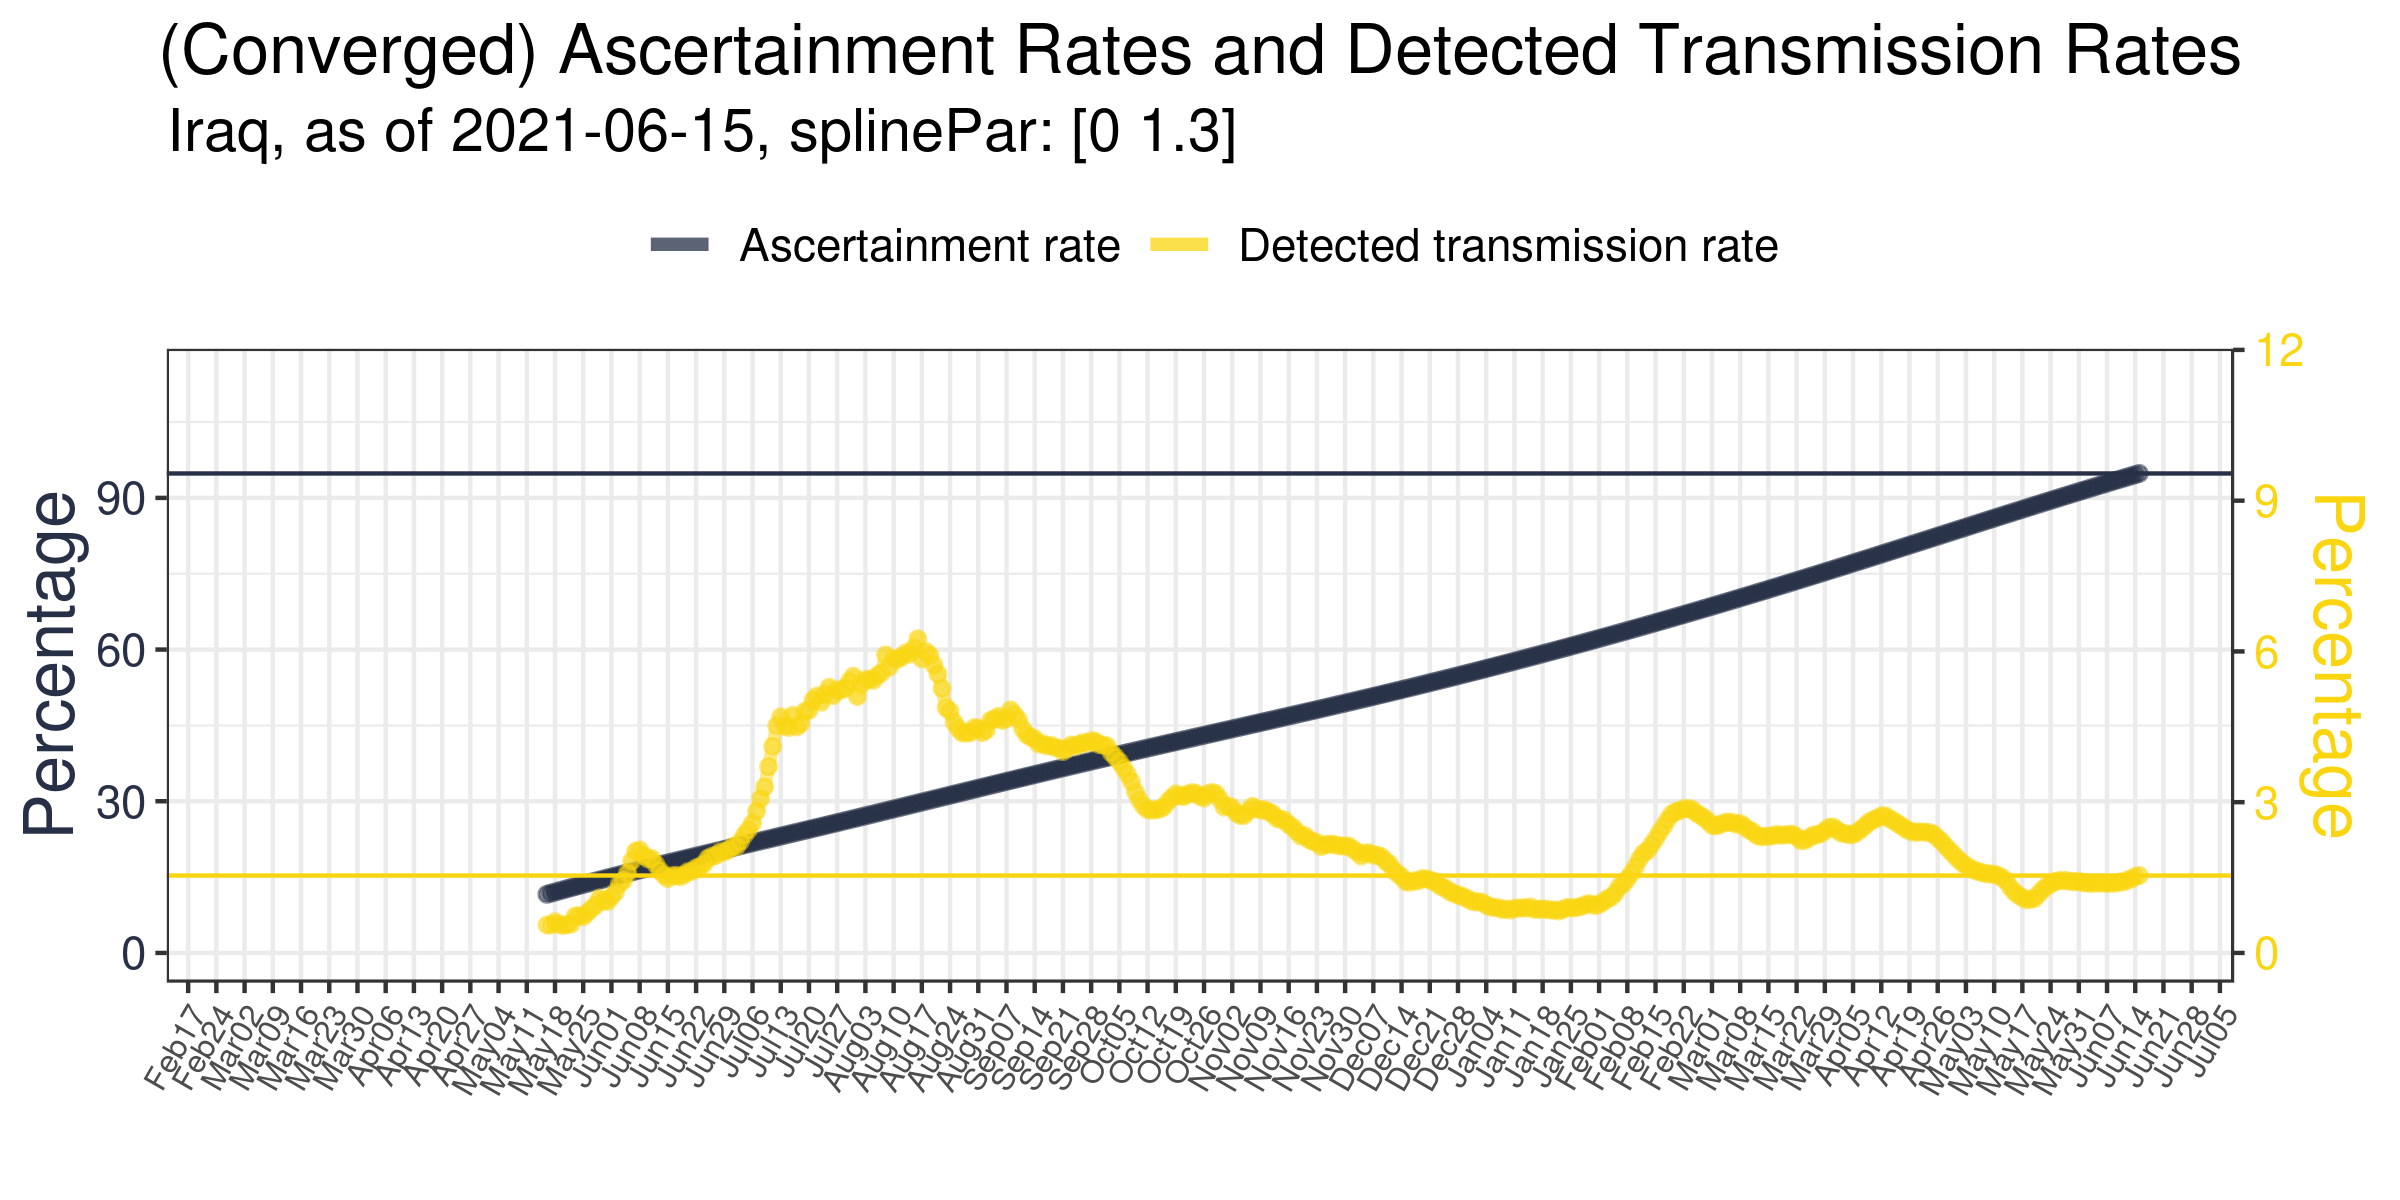 (Converged) Ascertainment Rates and Detected Transmission Rates
Iraq, as of 2021-06-15, splinePar: [0 1.3]
Ascertainment rate
Detected transmission rate
Percentage
90
60
30
0
12
9
6
3
0
Percentage
Feb17
Feb24
Mar02
Mar09
Mar16
Mar23
Mar30
Apr06
Apr13
Apr20
Apr27
May04
May11
May18
May25
Jun01
Jun08
Jun15
Jun22
Jun29
Jul06
Jul13
Jul20
Jul27
Aug03
Aug10
Aug17
Aug24
Aug31
Sep07
Sep14
Sep21
Sep28
Oct05
Oct12
Oct19
Oct26
Nov02
Nov09
Nov16
Nov23
Nov30
Dec07
Dec14
Dec21
Dec28
Jan04
Jan11
Jan18
Jan25
Feb01
Feb08
Feb15
Feb22
Mar01
Mar08
Mar15
Mar22
Mar29
Apr05
Apr12
Apr19
Apr26
May03
May10
May17
May24
May31
Jun07
Jun14
Jun21
Jun28
Jul05